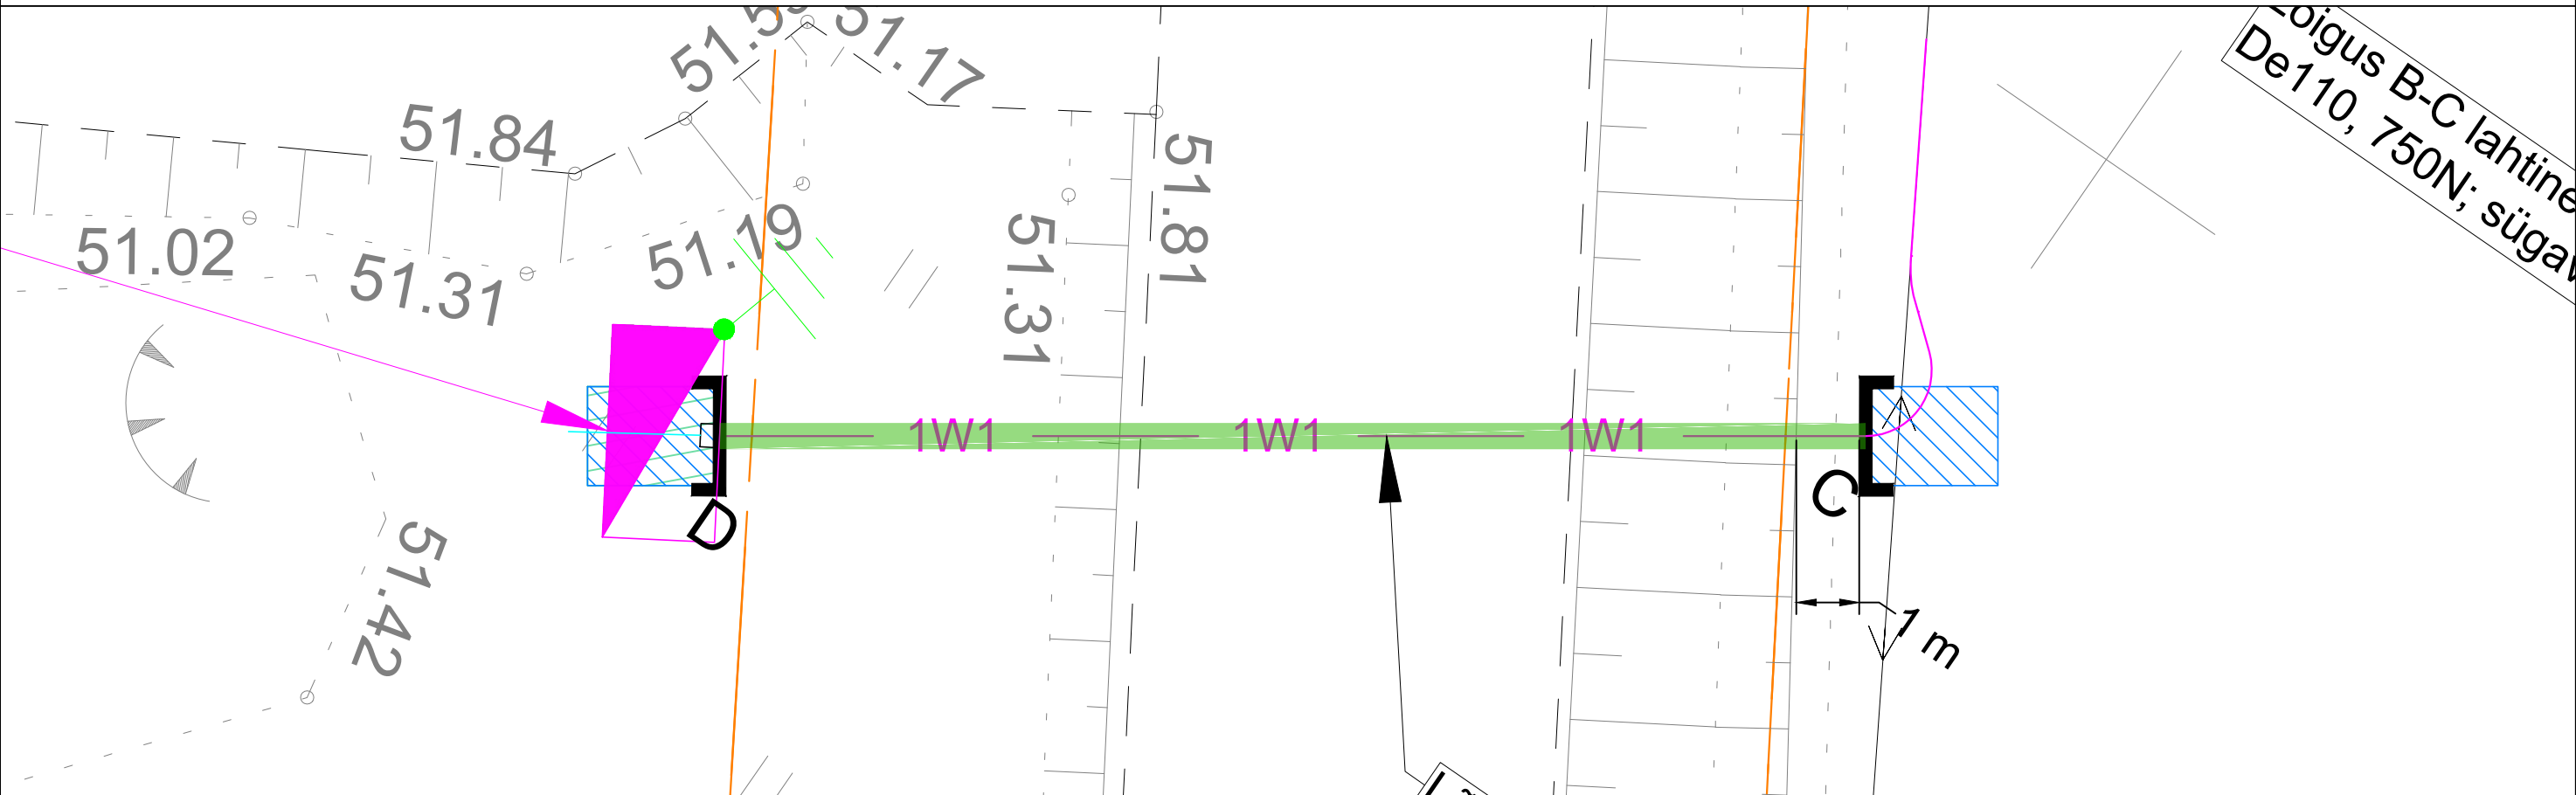 51.17
Lõigus B-C lahtine
De110, 750N; sügav
51.84
51.81
51.19
51.02
51.31
51.31
1W1
1W1
1W1
C
D
51.42
1 m